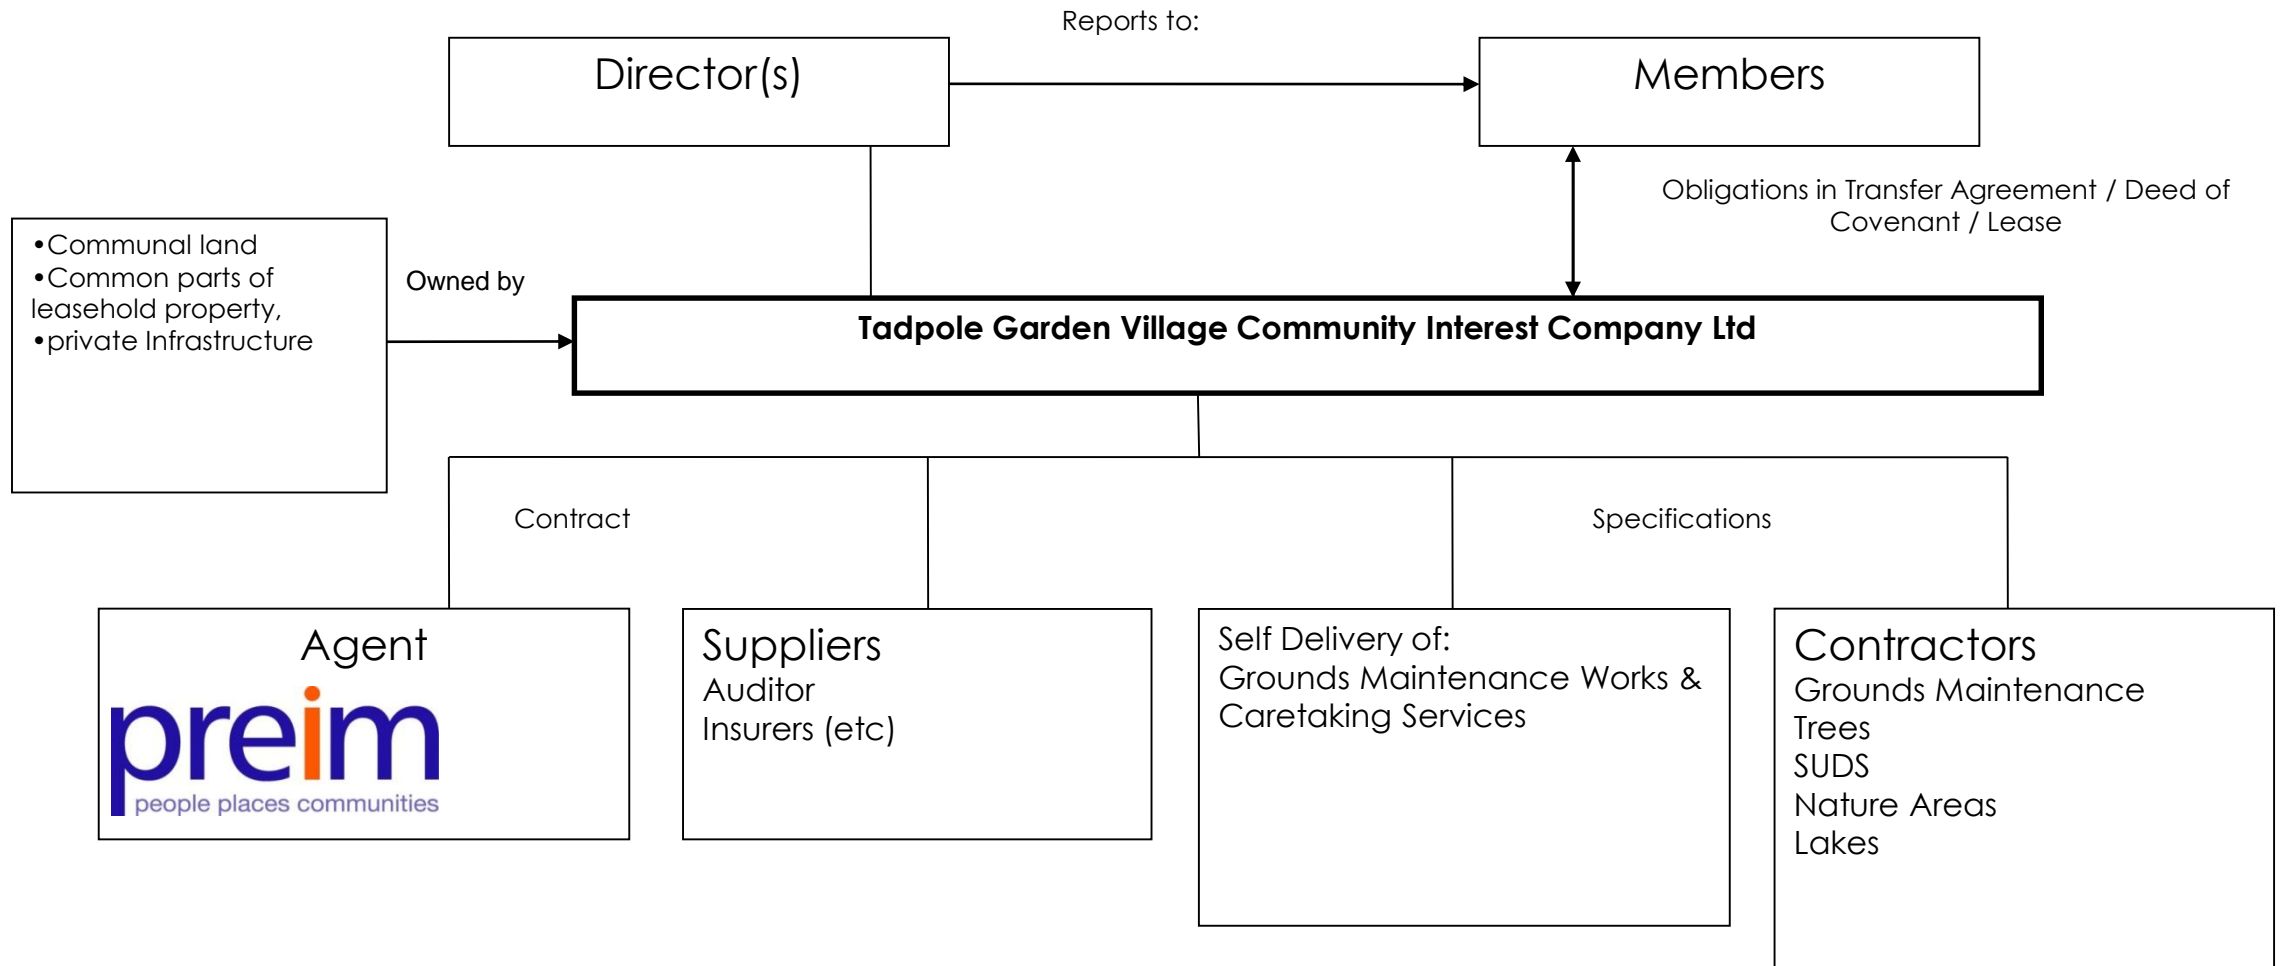 Reports to:
Director(s)
Members
Obligations in Transfer Agreement / Deed of
Covenant / Lease
•Communal land
•Common parts of
leasehold property,
•private Infrastructure
Owned by
Tadpole Garden Village Community Interest Company Ltd
Contract
Specifications
Agent
preim
people places communities
Suppliers
Auditor
Insurers (etc)
Self Delivery of:
Grounds Maintenance Works &
Caretaking Services
Contractors
Grounds Maintenance
Trees
SUDS
Nature Areas
Lakes